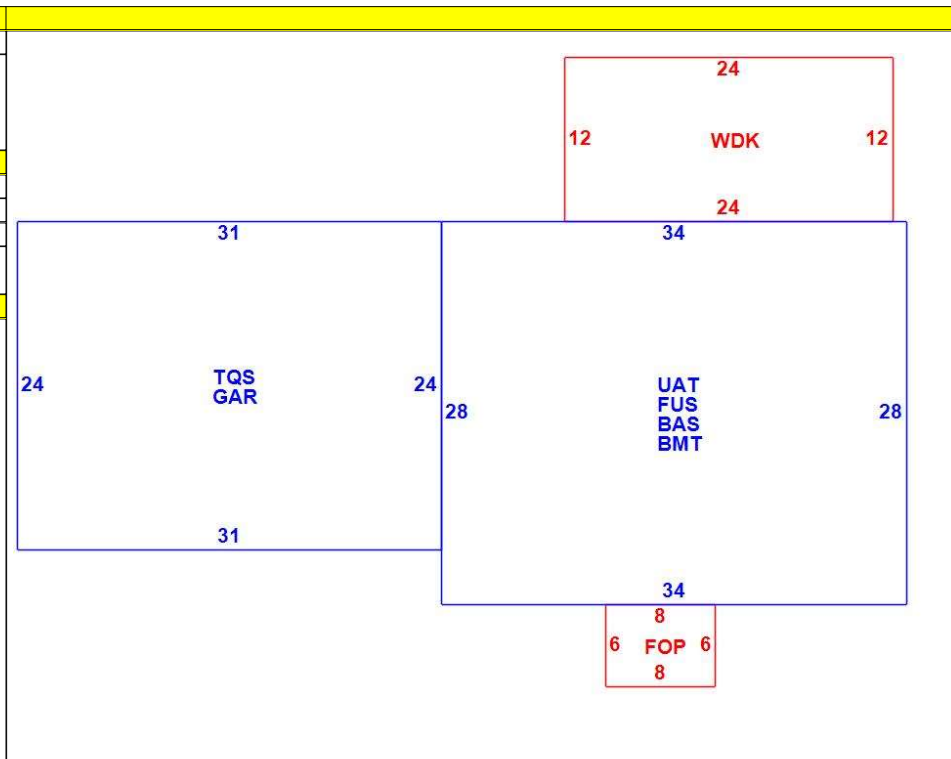 24
12 WDK 12
24
31
34
24 TQS 24
GAR
28 UAT 28
FUS
BAS
BMT
31
34
8
6 FOP 6
8